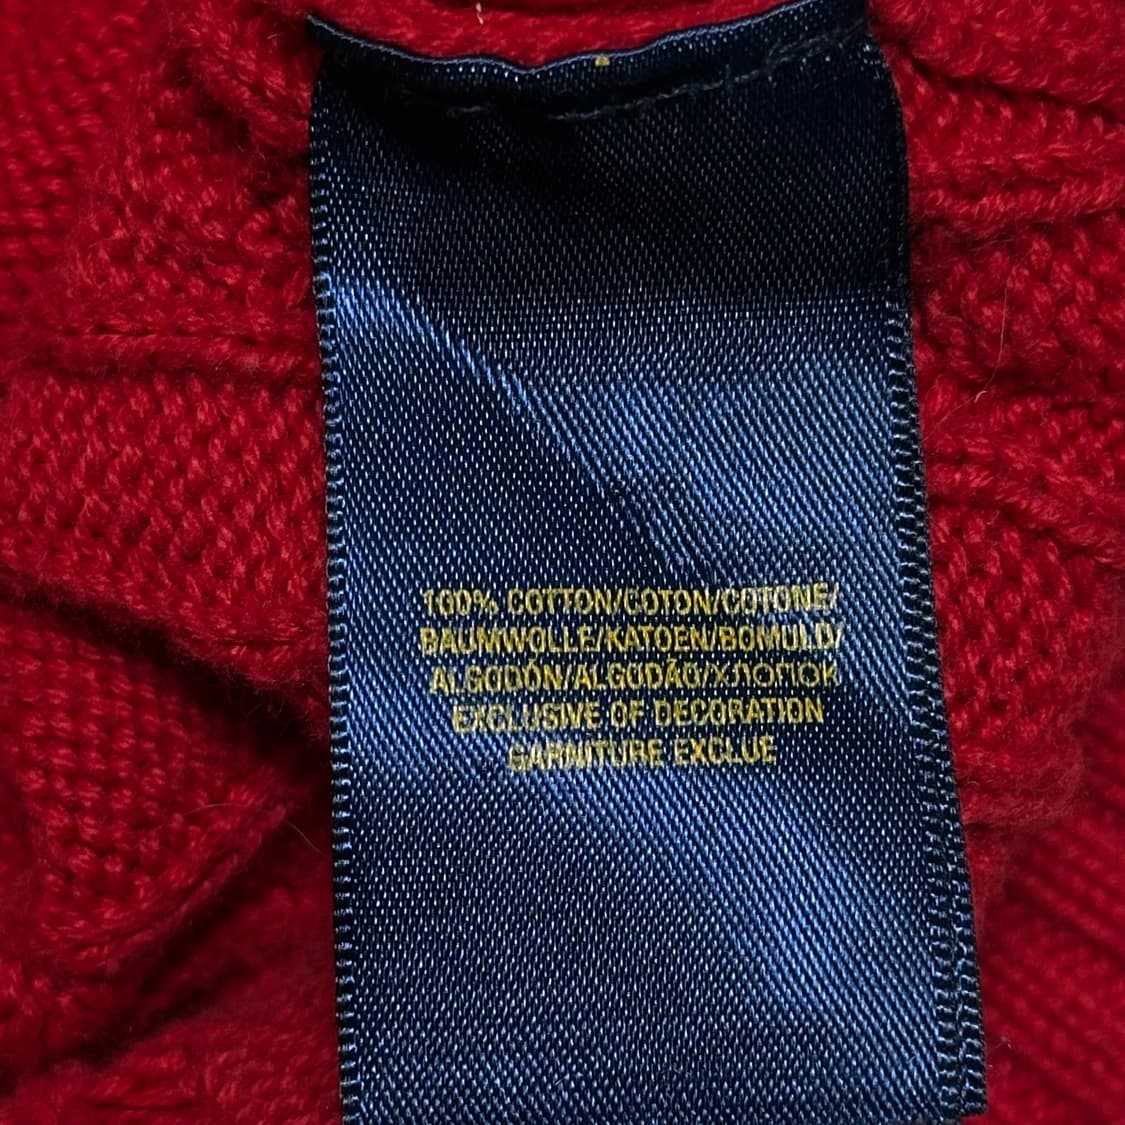 100% COTTON/COTON/COTONE/
BAUMWOLLE/KATOEN/BOMULD/
ALGODÓN/ALGODÃO/ХЛОПОК
EXCLUSIVE OF DECORATION
GARNITURE EXCLUE